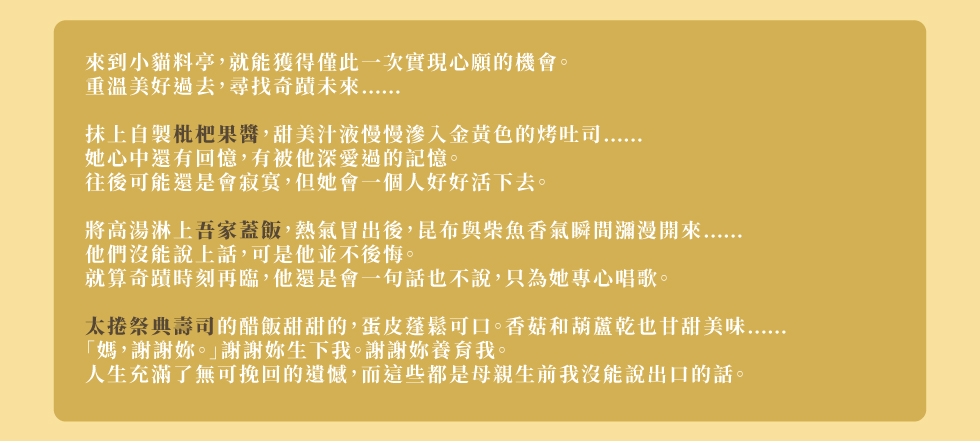 來到小貓料亭，就能獲得僅此一次實現心願的機會。
重溫美好過去，尋找奇蹟未來……
抹上自製枇杷果醬，甜美汁液慢慢滲入金黃色的烤吐司……
她心中還有回憶，有被他深愛過的記憶。
往後可能還是會寂寞，但她會一個人好好活下去。
將高湯淋上吾家蓋飯，熱氣冒出後，昆布與柴魚香氣瞬間瀰漫開來……
他們沒能說上話，可是他並不後悔。
就算奇蹟時刻再臨，他還是會一句話也不說，只為她專心唱歌。
太捲祭典壽司的醋飯甜甜的，蛋皮蓬鬆可口。香菇和葫蘆乾也甘甜美味……
「媽，謝謝妳。」謝謝妳生下我。謝謝妳養育我。
人生充滿了無可挽回的遺憾，而這些都是母親生前我沒能說出口的話。